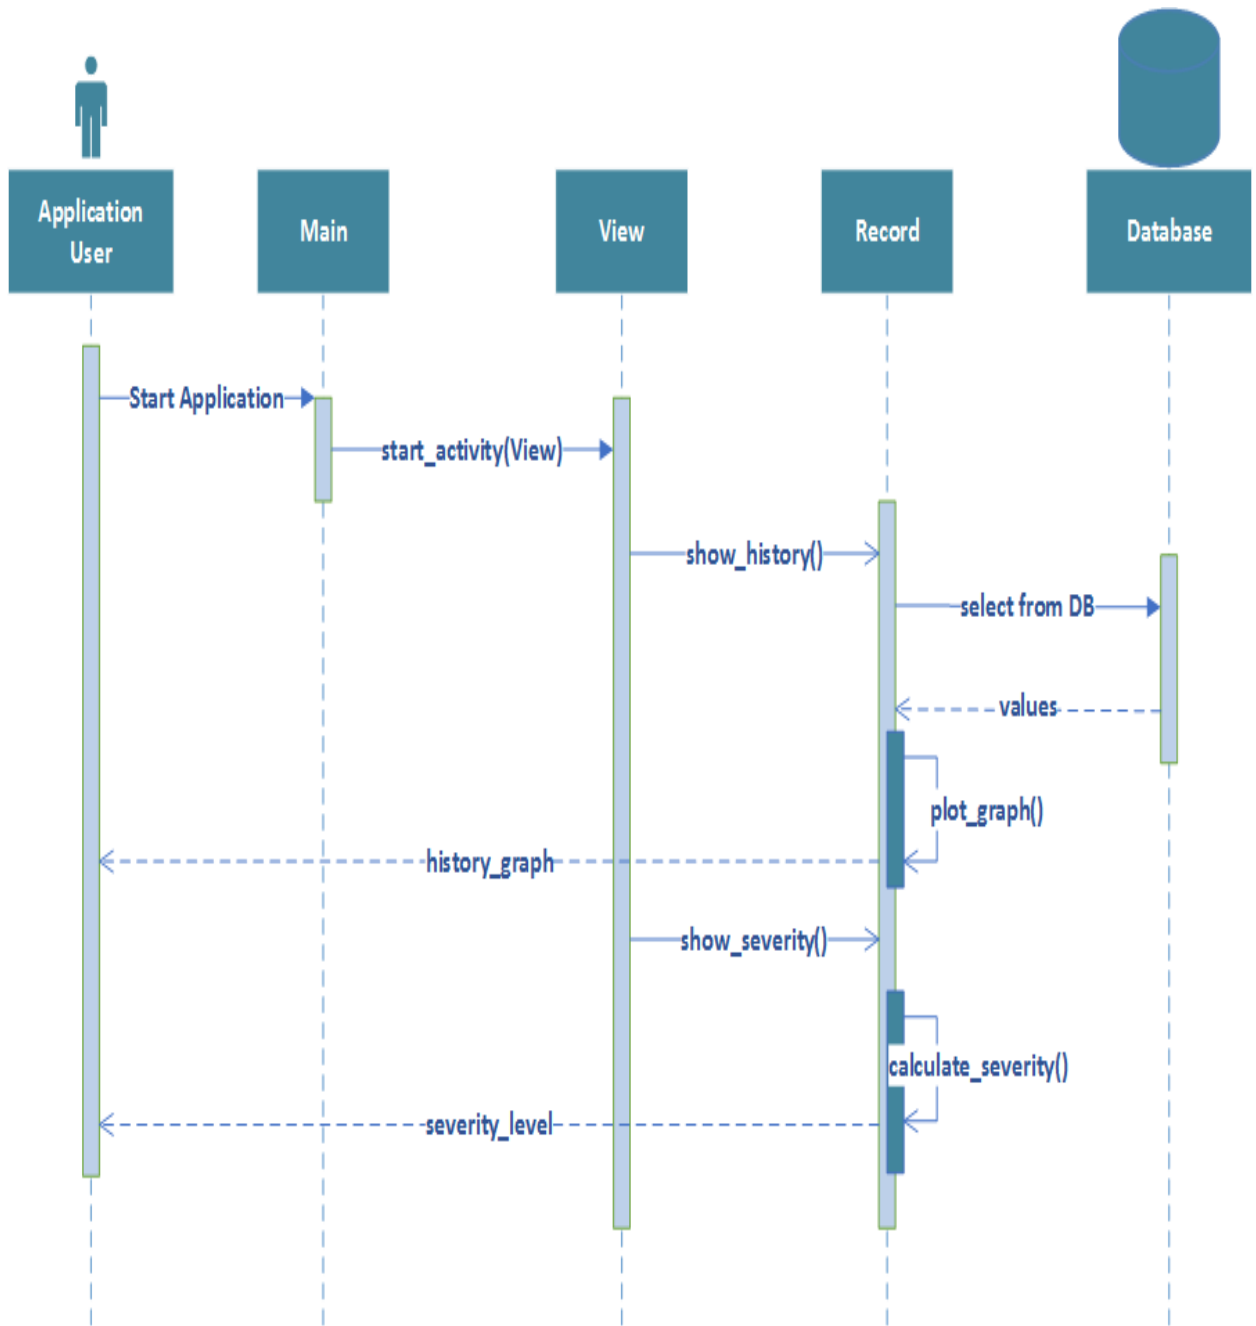 Application
User
Main
View
Record
Database
Start Application
start_activity(View)
show_history()
select from DB
values
plot_graph()
history_graph
show_severity()
calculate_severity()
severity_level